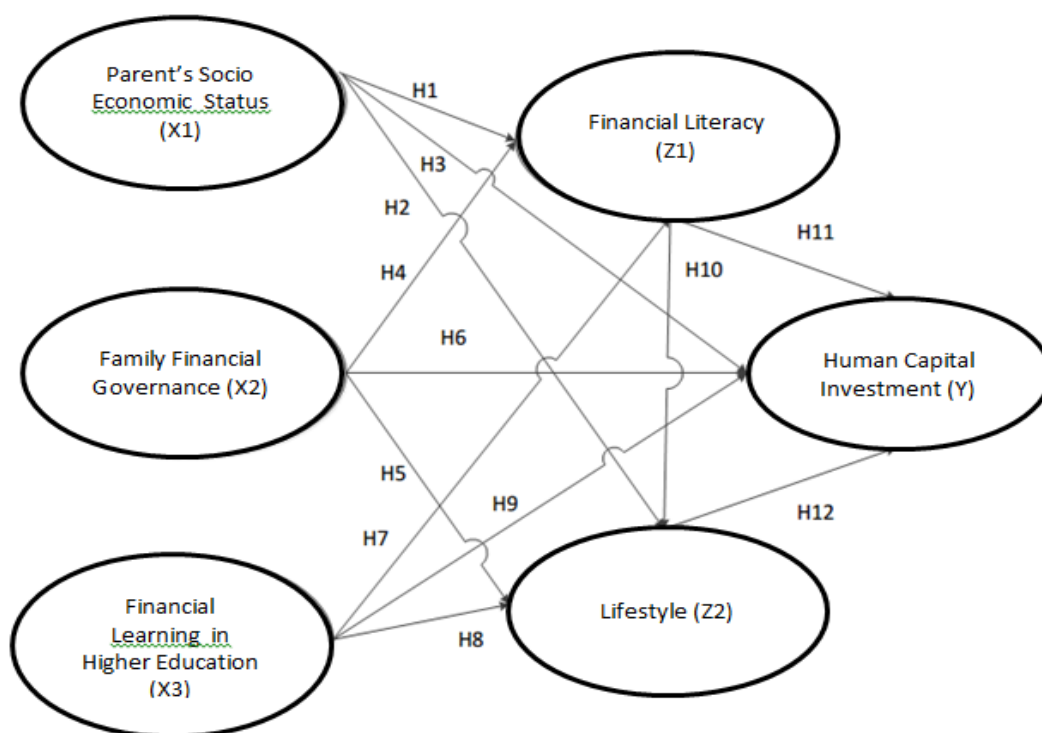 Parent's Socio
Economic Status
(X1)
H1
Financial Literacy
(Z1)
H3
H2
H4
H11
H10
Family Financial
Governance (X2)
H6
Human Capital
Investment (Y)
H5
H9
H7
H12
Financial
Learning in
Higher Education
(X3)
H8
Lifestyle (Z2)